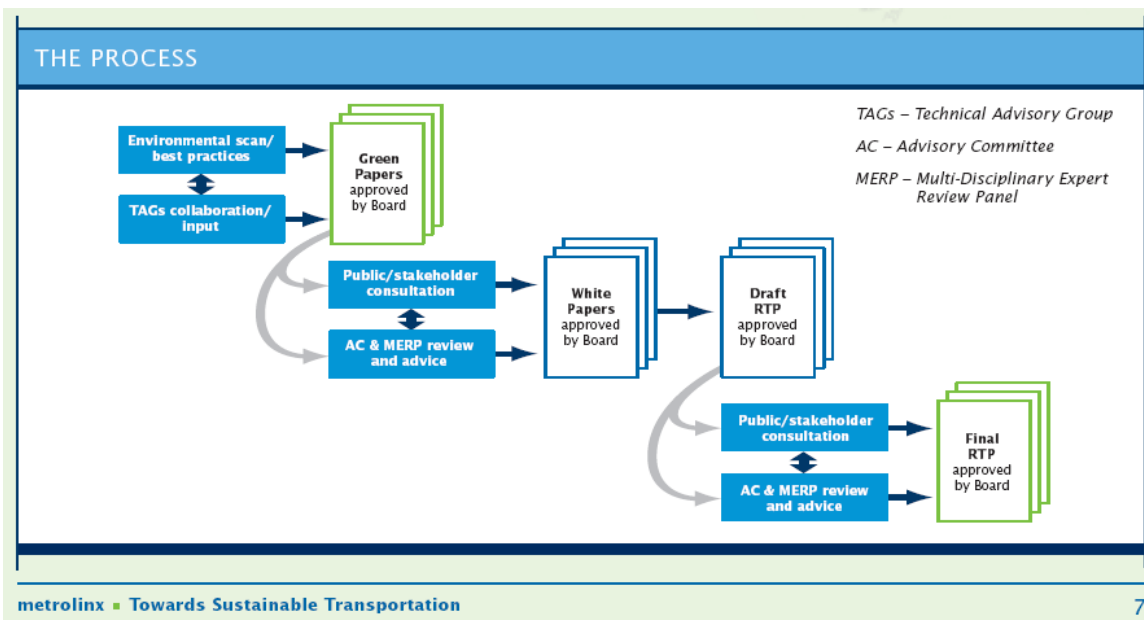 THE PROCESS
TAGs – Technical Advisory Group
AC – Advisory Committee
MERP – Multi-Disciplinary Expert
Review Panel
Environmental scan/
best practices
TAGs collaboration/
input
Green
Papers
approved
by Board
Public/stakeholder
consultation
AC & MERP review
and advice
White
Papers
approved
by Board
Draft
RTP
approved
by Board
Public/stakeholder
consultation
AC & MERP review
and advice
Final
RTP
approved
by Board
metrolinx ▪ Towards Sustainable Transportation
7